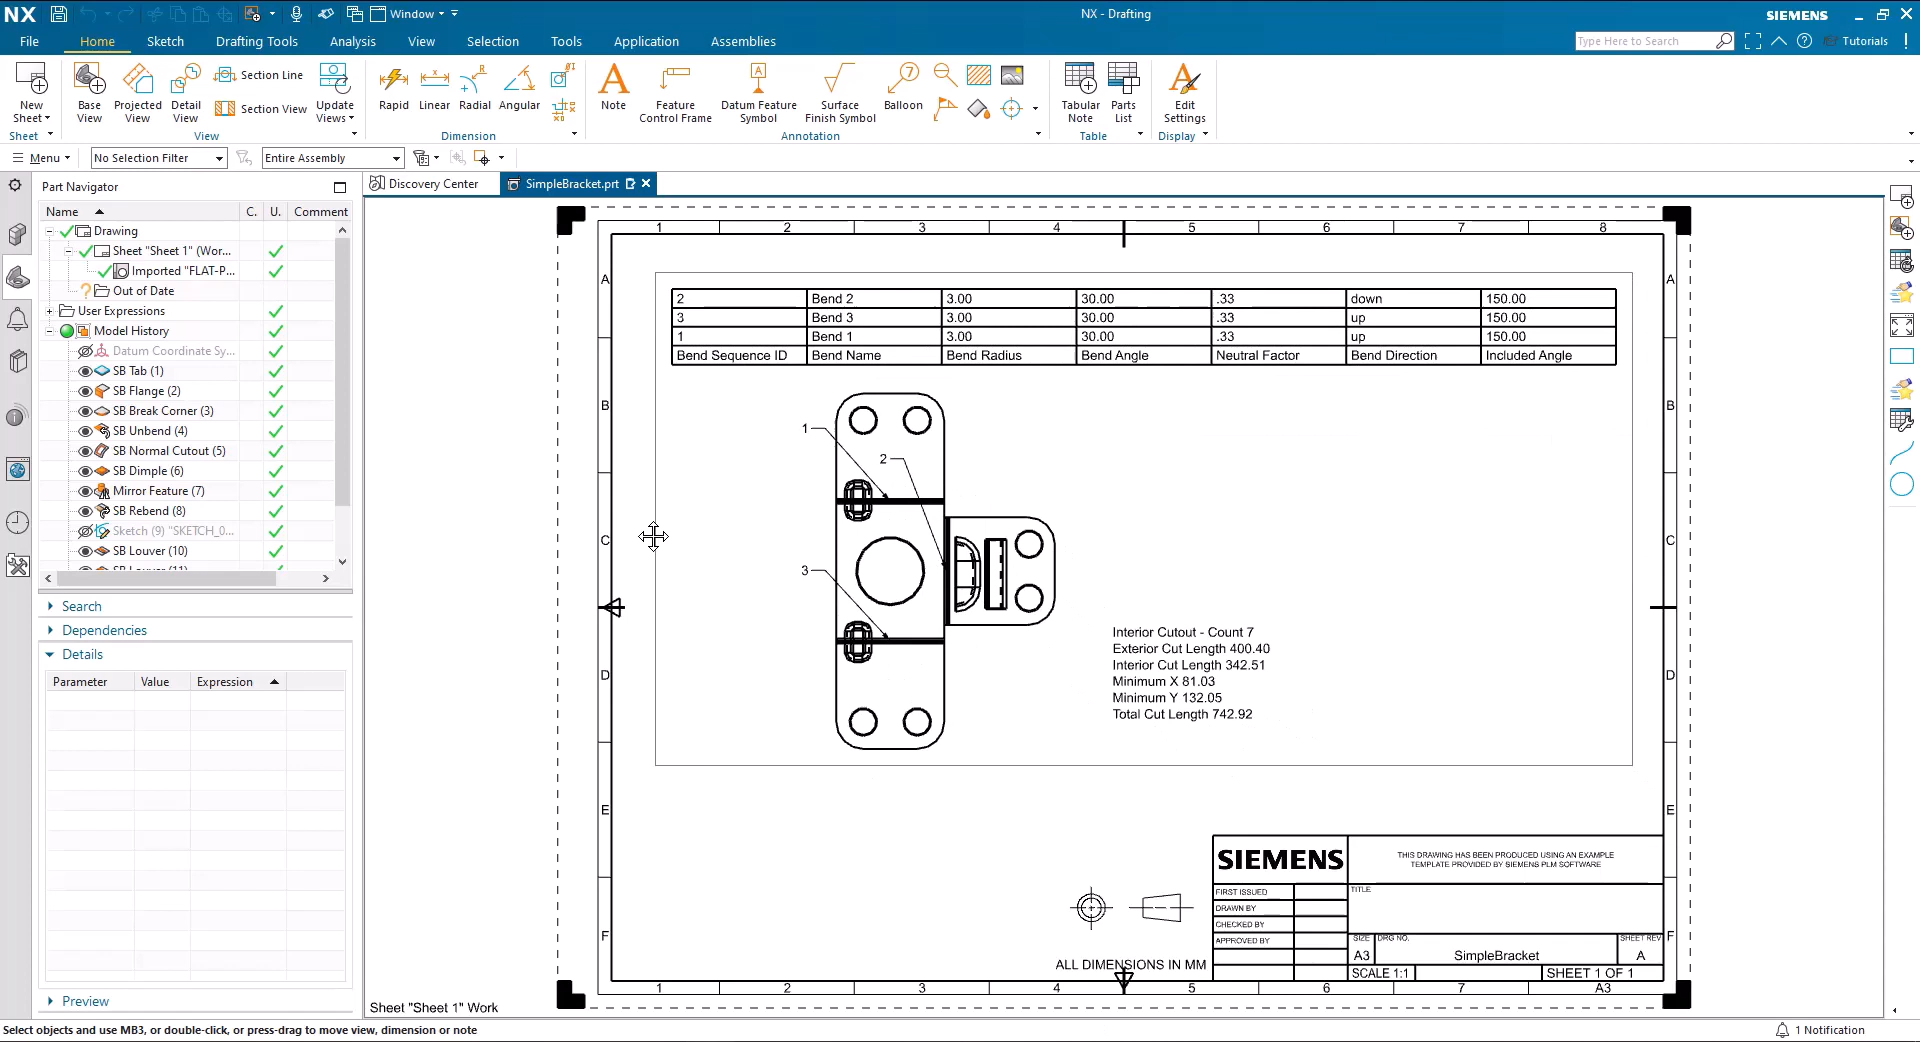 NX
Window
NX - Drafting
SIEMENS
File
Home
Sketch
Drafting Tools
Analysis
View
Selection
Tools
Application
Assemblies
Type Here to Search
Tutorials
New Sheet
Base View
Projected View
Detail View
Section Line
Section View
Update Views
Rapid
Linear
Radial
Angular
Note
Feature Control Frame
Datum Feature Symbol
Surface Finish Symbol
Balloon
Tabular Note
Parts List
Edit Settings
Sheet
View
Dimension
Annotation
Table
Display
Menu
No Selection Filter
Entire Assembly
Part Navigator
Discovery Center
SimpleBracket.prt
Name C. U. Comment
Drawing
Sheet "Sheet 1" (Wor...
Imported "FLAT-P...
Out of Date
User Expressions
Model History
Datum Coordinate Sy...
SB Tab (1)
SB Flange (2)
SB Break Corner (3)
SB Unbend (4)
SB Normal Cutout (5)
SB Dimple (6)
Mirror Feature (7)
SB Rebend (8)
Sketch (9) "SKETCH_0...
SB Louver (10)
Search
Dependencies
Details
Parameter Value Expression
Preview
1 2 3 4 5 6 7 8
A A
B B
C C
D D
E E
F F
2 Bend 2 3.00 30.00 .33 down 150.00
3 Bend 3 3.00 30.00 .33 up 150.00
1 Bend 1 3.00 30.00 .33 up 150.00
Bend Sequence ID Bend Name Bend Radius Bend Angle Neutral Factor Bend Direction Included Angle
1
2
3
Interior Cutout - Count 7
Exterior Cut Length 400.40
Interior Cut Length 342.51
Minimum X 81.03
Minimum Y 132.05
Total Cut Length 742.92
SIEMENS
THIS DRAWING HAS BEEN PRODUCED USING AN EXAMPLE
TEMPLATE PROVIDED BY SIEMENS PLM SOFTWARE
FIRST ISSUED
DRAWN BY
CHECKED BY
APPROVED BY
TITLE
SIZE DRG NO. SHEET REV
A3 SimpleBracket A
SCALE 1:1 SHEET 1 OF 1
ALL DIMENSIONS IN MM
1 2 3 4 5 6 7 A3
Sheet "Sheet 1" Work
Select objects and use MB3, or double-click, or press-drag to move view, dimension or note
1 Notification